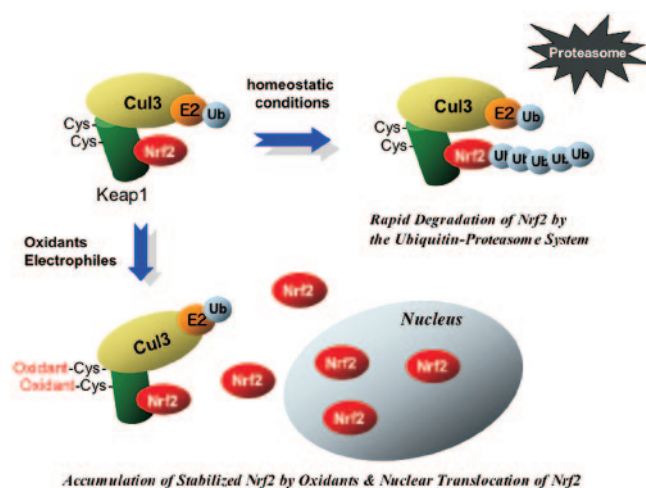 Proteasome
homeostatic
conditions
Cul3
E2
Ub
Cys-
Cys-
Nrf2
Keap1
Cul3
E2
Ub
Cys-
Cys-
Nrf2
Ub
Ub
Ub
Ub
Ub
Rapid Degradation of Nrf2 by
the Ubiquitin-Proteasome System
Oxidants
Electrophiles
Cul3
E2
Ub
Oxidant-Cys-
Oxidant-Cys-
Nrf2
Nrf2
Nrf2
Nucleus
Nrf2
Nrf2
Nrf2
Accumulation of Stabilized Nrf2 by Oxidants & Nuclear Translocation of Nrf2